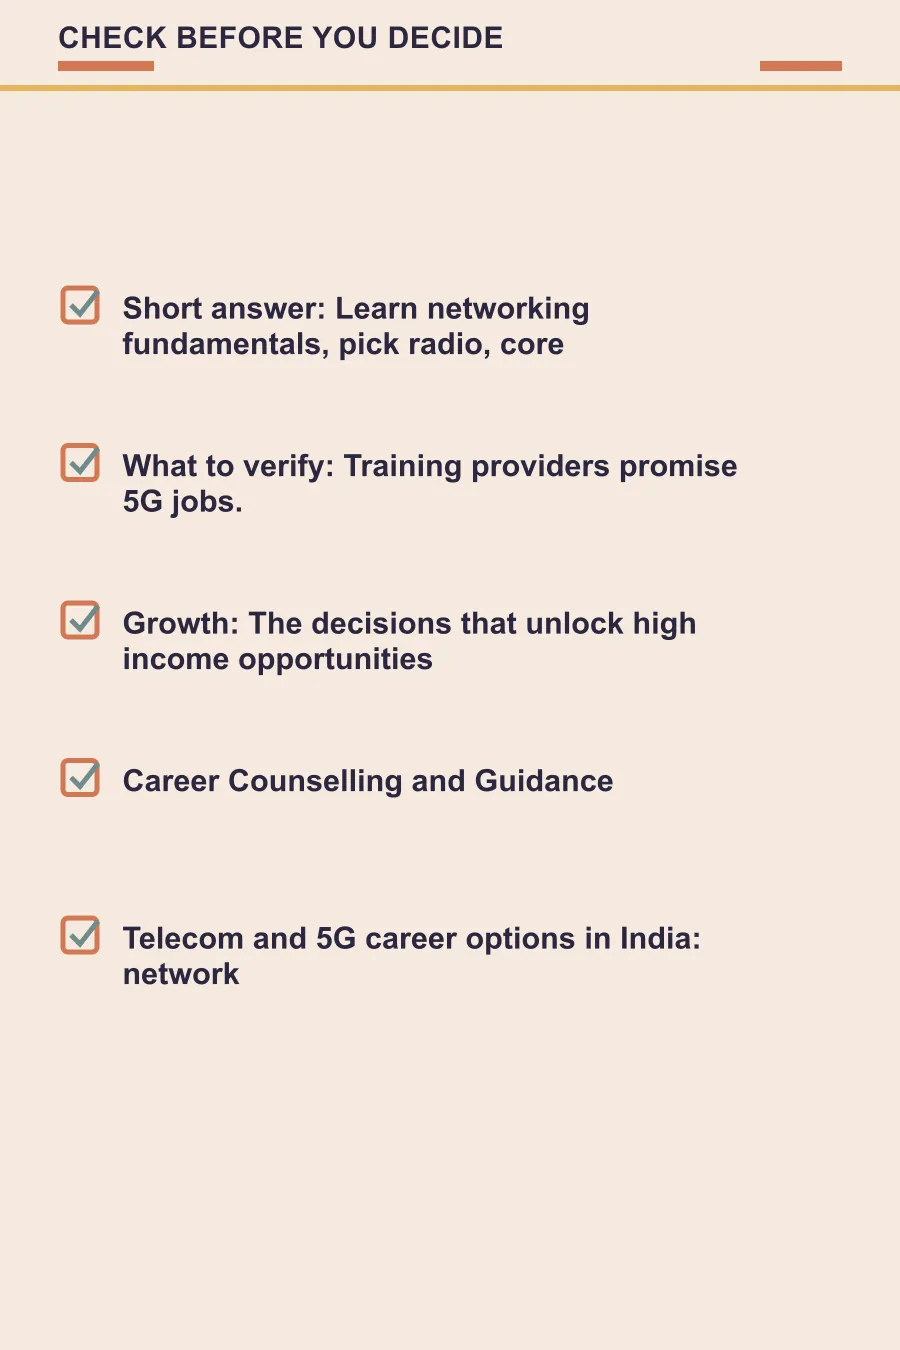 CHECK BEFORE YOU DECIDE
Short answer: Learn networking
fundamentals, pick radio, core
What to verify: Training providers promise
5G jobs.
Growth: The decisions that unlock high
income opportunities
Career Counselling and Guidance
Telecom and 5G career options in India:
network